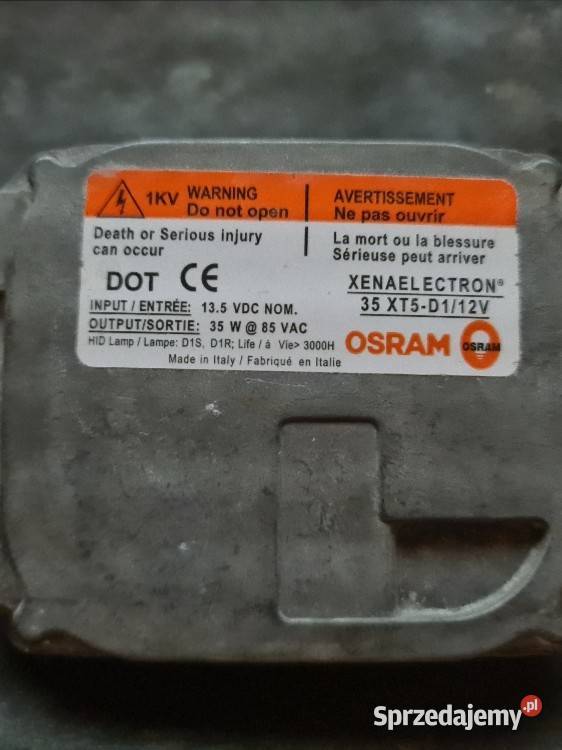 1KV WARNING
Do not open
AVERTISSEMENT
Ne pas ouvrir
Death or Serious injury
can occur
La mort ou la blessure
Sérieuse peut arriver
DOT CE
XENAELECTRON®
35 XT5-D1/12V
INPUT / ENTRÉE: 13.5 VDC NOM.
OUTPUT/SORTIE: 35 W @ 85 VAC
HID Lamp / Lampe: D1S, D1R; Life / á Vie> 3000H
Made in Italy / Fabriqué en Italie
OSRAM
OSRAM
Sprzedajemy.pl